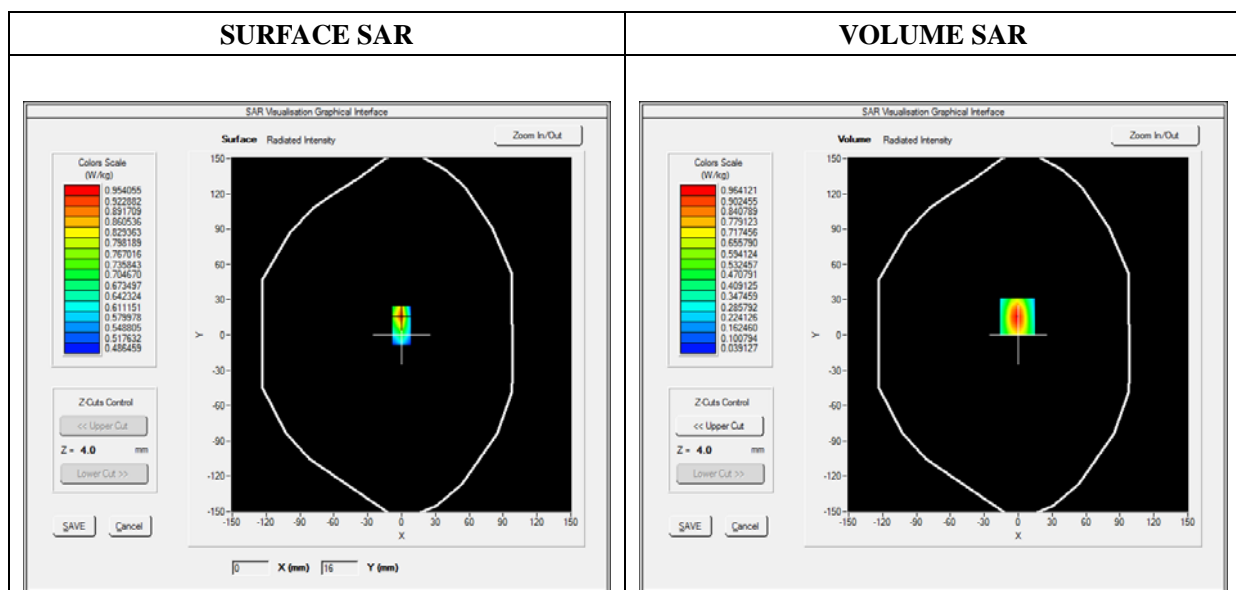 SURFACE SAR
VOLUME SAR
SAR Visualisation Graphical Interface
Surface Radiated Intensity
Zoom In/Out
Colors Scale
(W/kg)
0.954055
0.922882
0.891709
0.860536
0.829363
0.798189
0.767016
0.735843
0.704670
0.673497
0.642324
0.611151
0.579978
0.548805
0.517632
0.486459
150
120
90
60
30
0
-30
-60
-90
-120
-150
Y
-150 -120 -90 -60 -30 0 30 60 90 120 150
X
Z-Cuts Control
<< Upper Cut
Z = 4.0 mm
Lower Cut >>
SAVE Cancel
0 X (mm) 16 Y (mm)
SAR Visualisation Graphical Interface
Volume Radiated Intensity
Zoom In/Out
Colors Scale
(W/kg)
0.964121
0.902455
0.840789
0.779123
0.717456
0.655790
0.594124
0.532457
0.470791
0.409125
0.347459
0.285792
0.224126
0.162460
0.100794
0.039127
150
120
90
60
30
0
-30
-60
-90
-120
-150
Y
-150 -120 -90 -60 -30 0 30 60 90 120 150
X
Z-Cuts Control
<< Upper Cut
Z = 4.0 mm
Lower Cut >>
SAVE Cancel